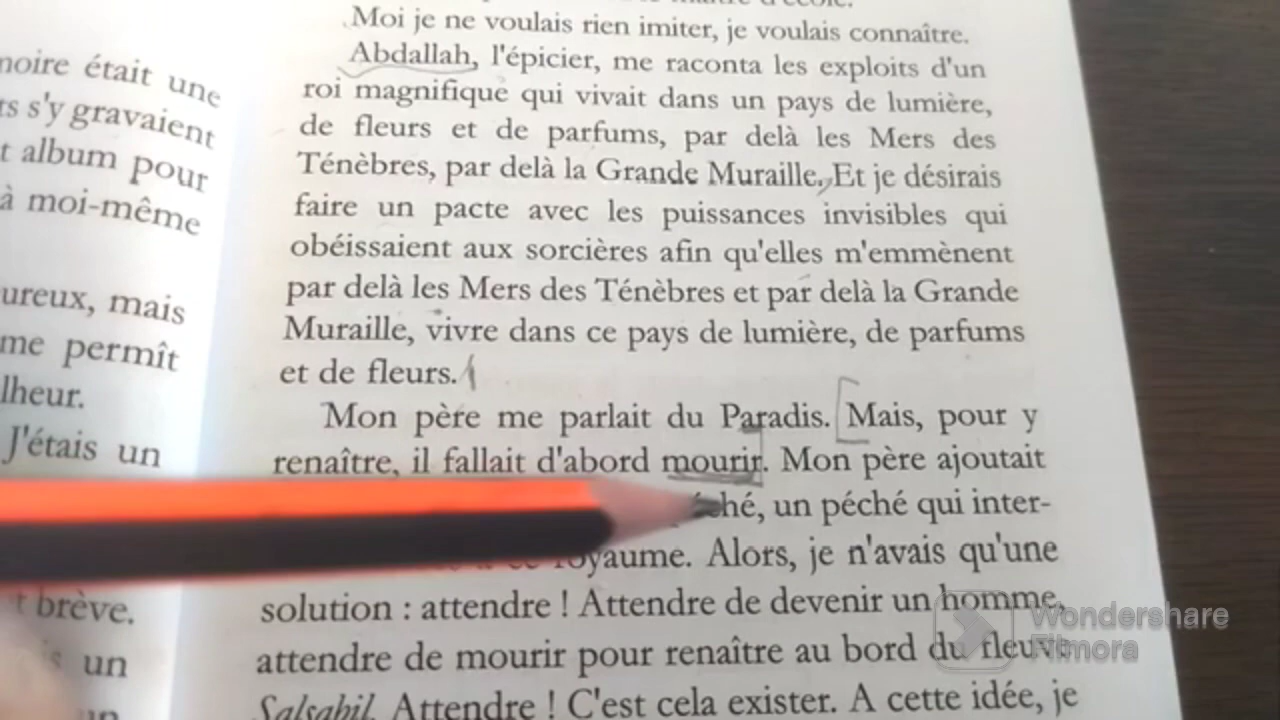 noire était une
ts s'y gravaient
t album pour
à moi-même
ureux, mais
me permît
lheur.
J'étais un
t brève.
un
Moi je ne voulais rien imiter, je voulais connaître.
Abdallah, l'épicier, me raconta les exploits d'un
roi magnifique qui vivait dans un pays de lumière,
de fleurs et de parfums, par delà les Mers des
Ténèbres, par delà la Grande Muraille. Et je désirais
faire un pacte avec les puissances invisibles qui
obéissaient aux sorcières afin qu'elles m'emmènent
par delà les Mers des Ténèbres et par delà la Grande
Muraille, vivre dans ce pays de lumière, de parfums
et de fleurs.
Mon père me parlait du Paradis. Mais, pour y
renaître, il fallait d'abord mourir. Mon père ajoutait
ché, un péché qui inter-
royaume. Alors, je n'avais qu'une
solution : attendre ! Attendre de devenir un homme,
attendre de mourir pour renaître au bord du fleuve
Salsabil. Attendre ! C'est cela exister. A cette idée, je
Wondershare
Filmora